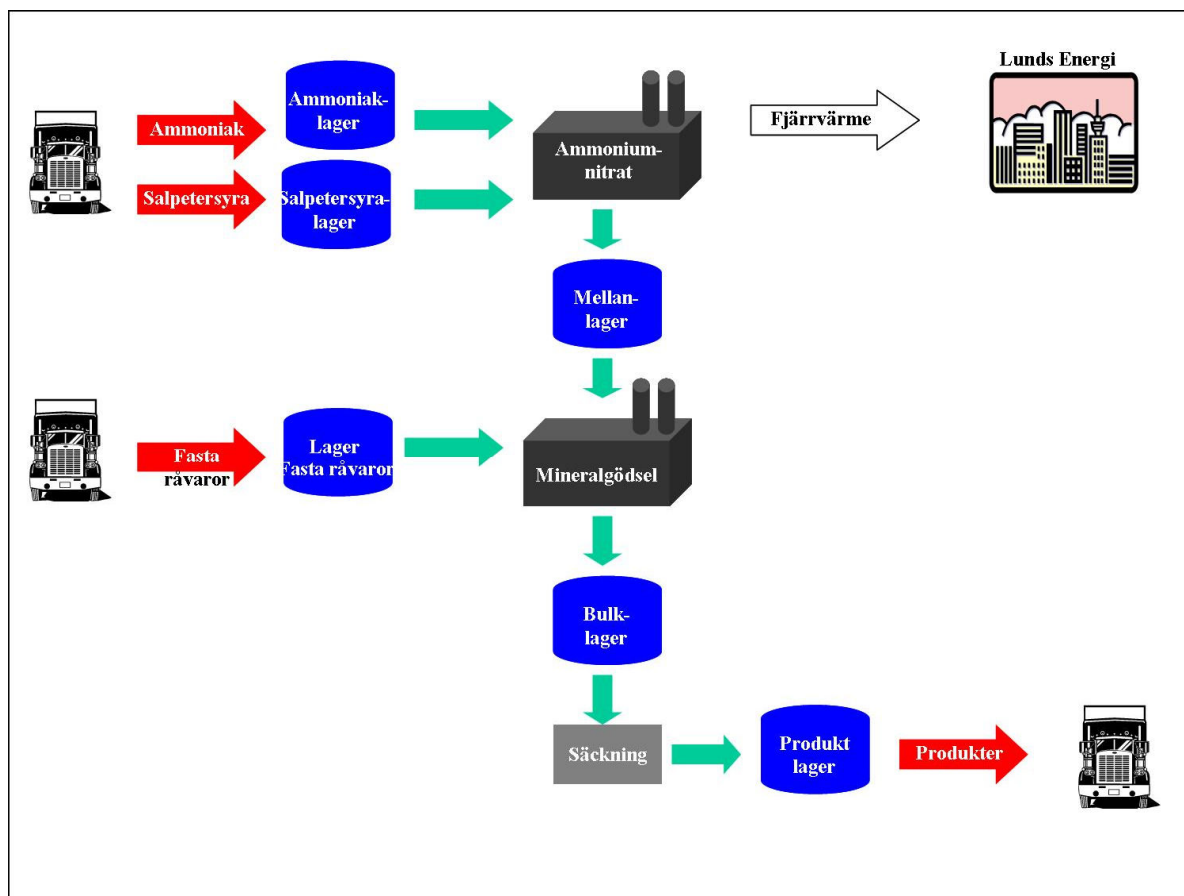 Lunds Energi
Ammoniak-
lager
Ammoniak
Ammonium-
nitrat
Fjärrvärme
Salpetersyra
Salpetersyra-
lager
Mellan-
lager
Fasta
råvaror
Lager
Fasta råvaror
Mineralgödsel
Bulk-
lager
Säckning
Produkt
lager
Produkter